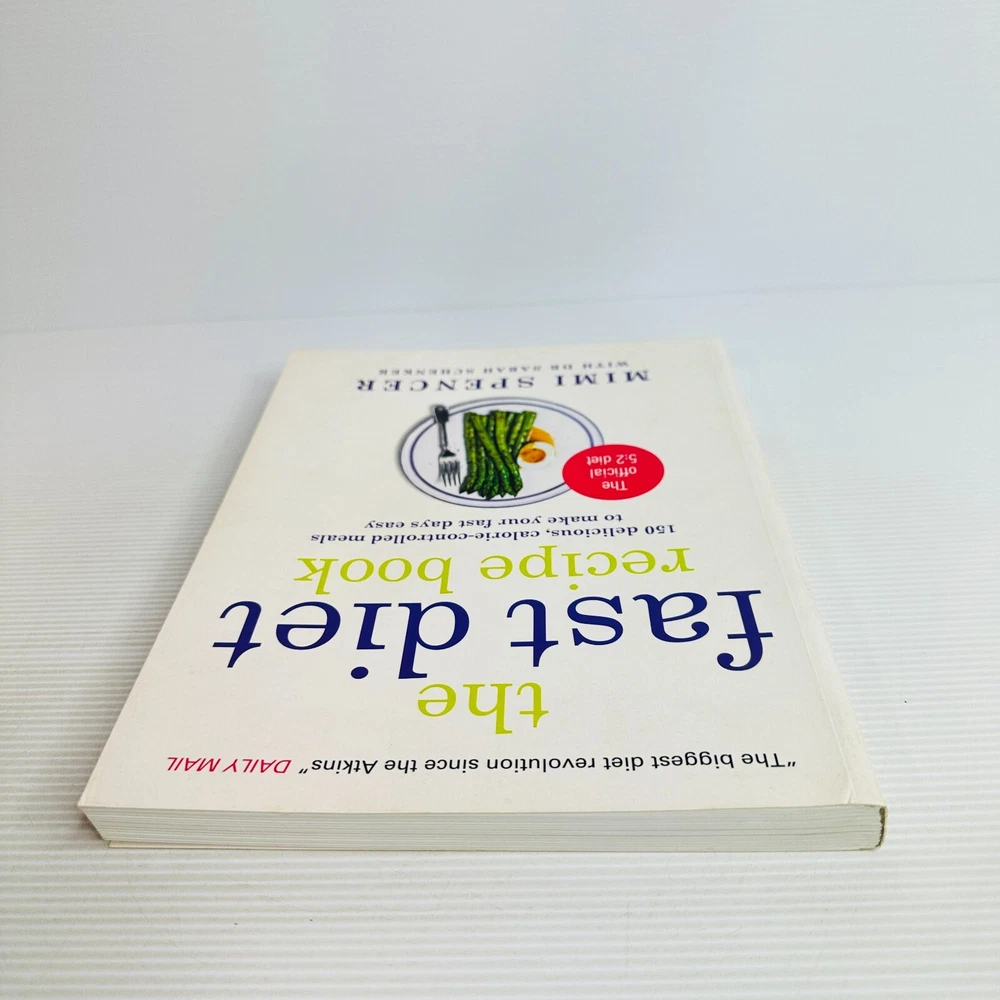 "The biggest diet revolution since the Atkins" DAILY MAIL
the
fast diet
recipe book
150 delicious, calorie-controlled meals
to make your fast days easy
The
official
5:2 diet
MIMI SPENCER
WITH DR SARAH SCHENKER